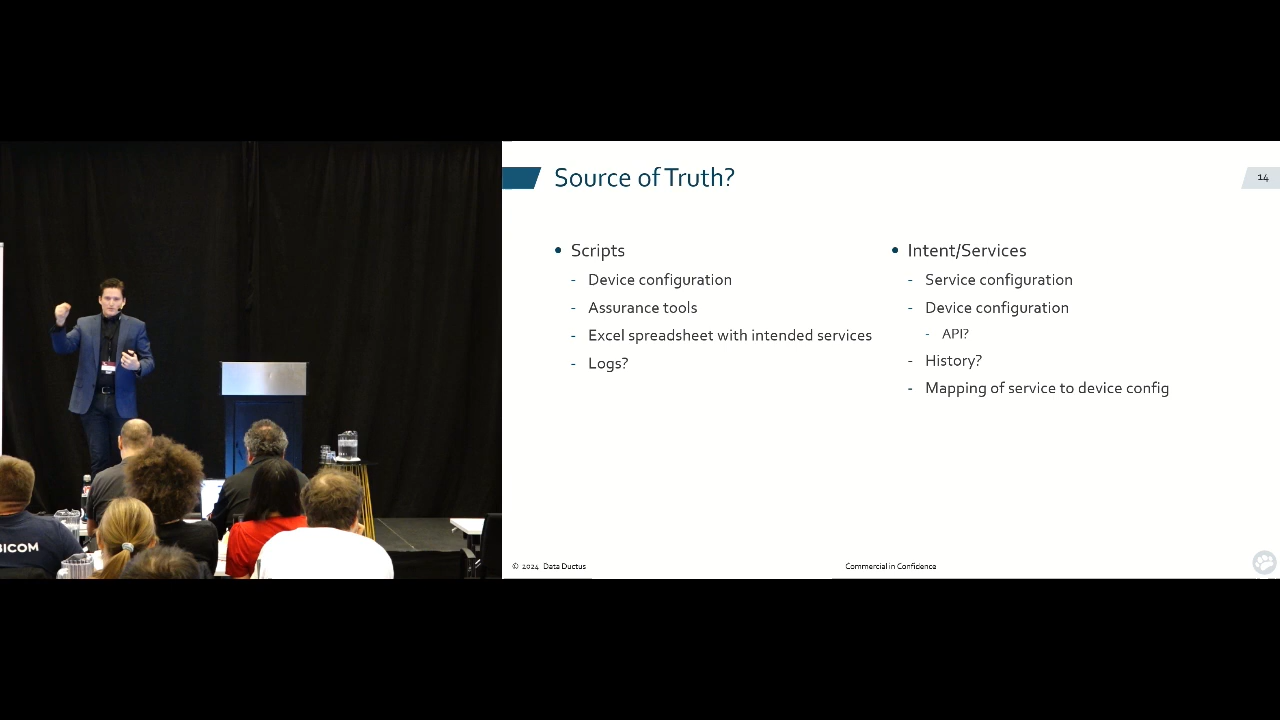 Source of Truth?
14
• Scripts
- Device configuration
- Assurance tools
- Excel spreadsheet with intended services
- Logs?
• Intent/Services
- Service configuration
- Device configuration
- API?
- History?
- Mapping of service to device config
BICOM
© 2024 Data Ductus
Commercial in Confidence